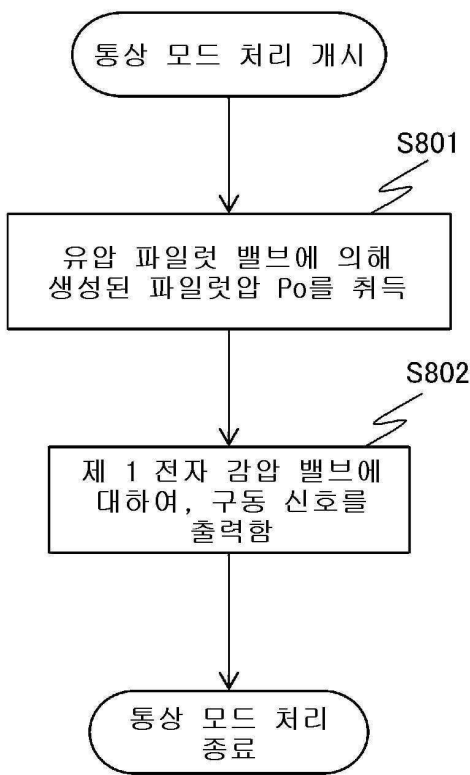 통상 모드 처리 개시
S801
유압 파일럿 밸브에 의해
생성된 파일럿압 Po를 취득
S802
제 1 전자 감압 밸브에
대하여, 구동 신호를
출력함
통상 모드 처리
종료